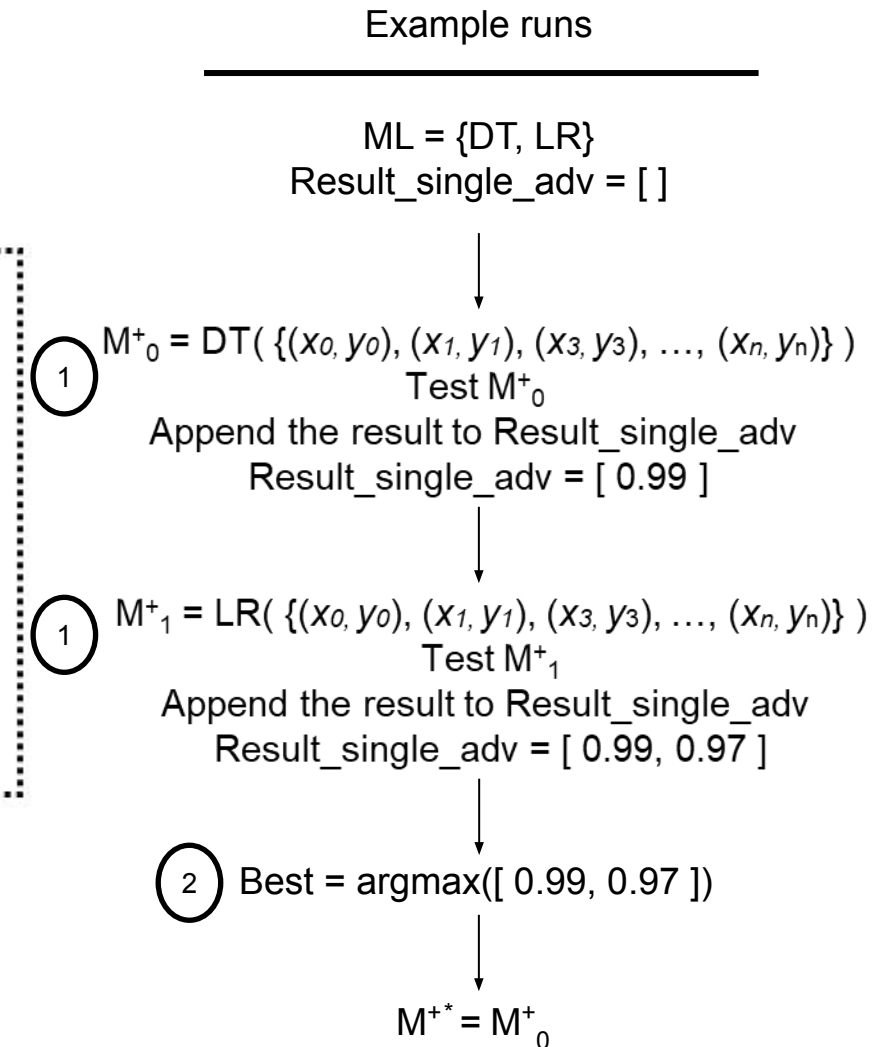 Example runs
ML = {DT, LR}
Result_single_adv = [ ]
1
M⁺₀ = DT( {(x₀, y₀), (x₁, y₁), (x₃, y₃), …, (xₙ, yₙ)} )
Test M⁺₀
Append the result to Result_single_adv
Result_single_adv = [ 0.99 ]
1
M⁺₁ = LR( {(x₀, y₀), (x₁, y₁), (x₃, y₃), …, (xₙ, yₙ)} )
Test M⁺₁
Append the result to Result_single_adv
Result_single_adv = [ 0.99, 0.97 ]
2
Best = argmax([ 0.99, 0.97 ])
M⁺* = M⁺₀